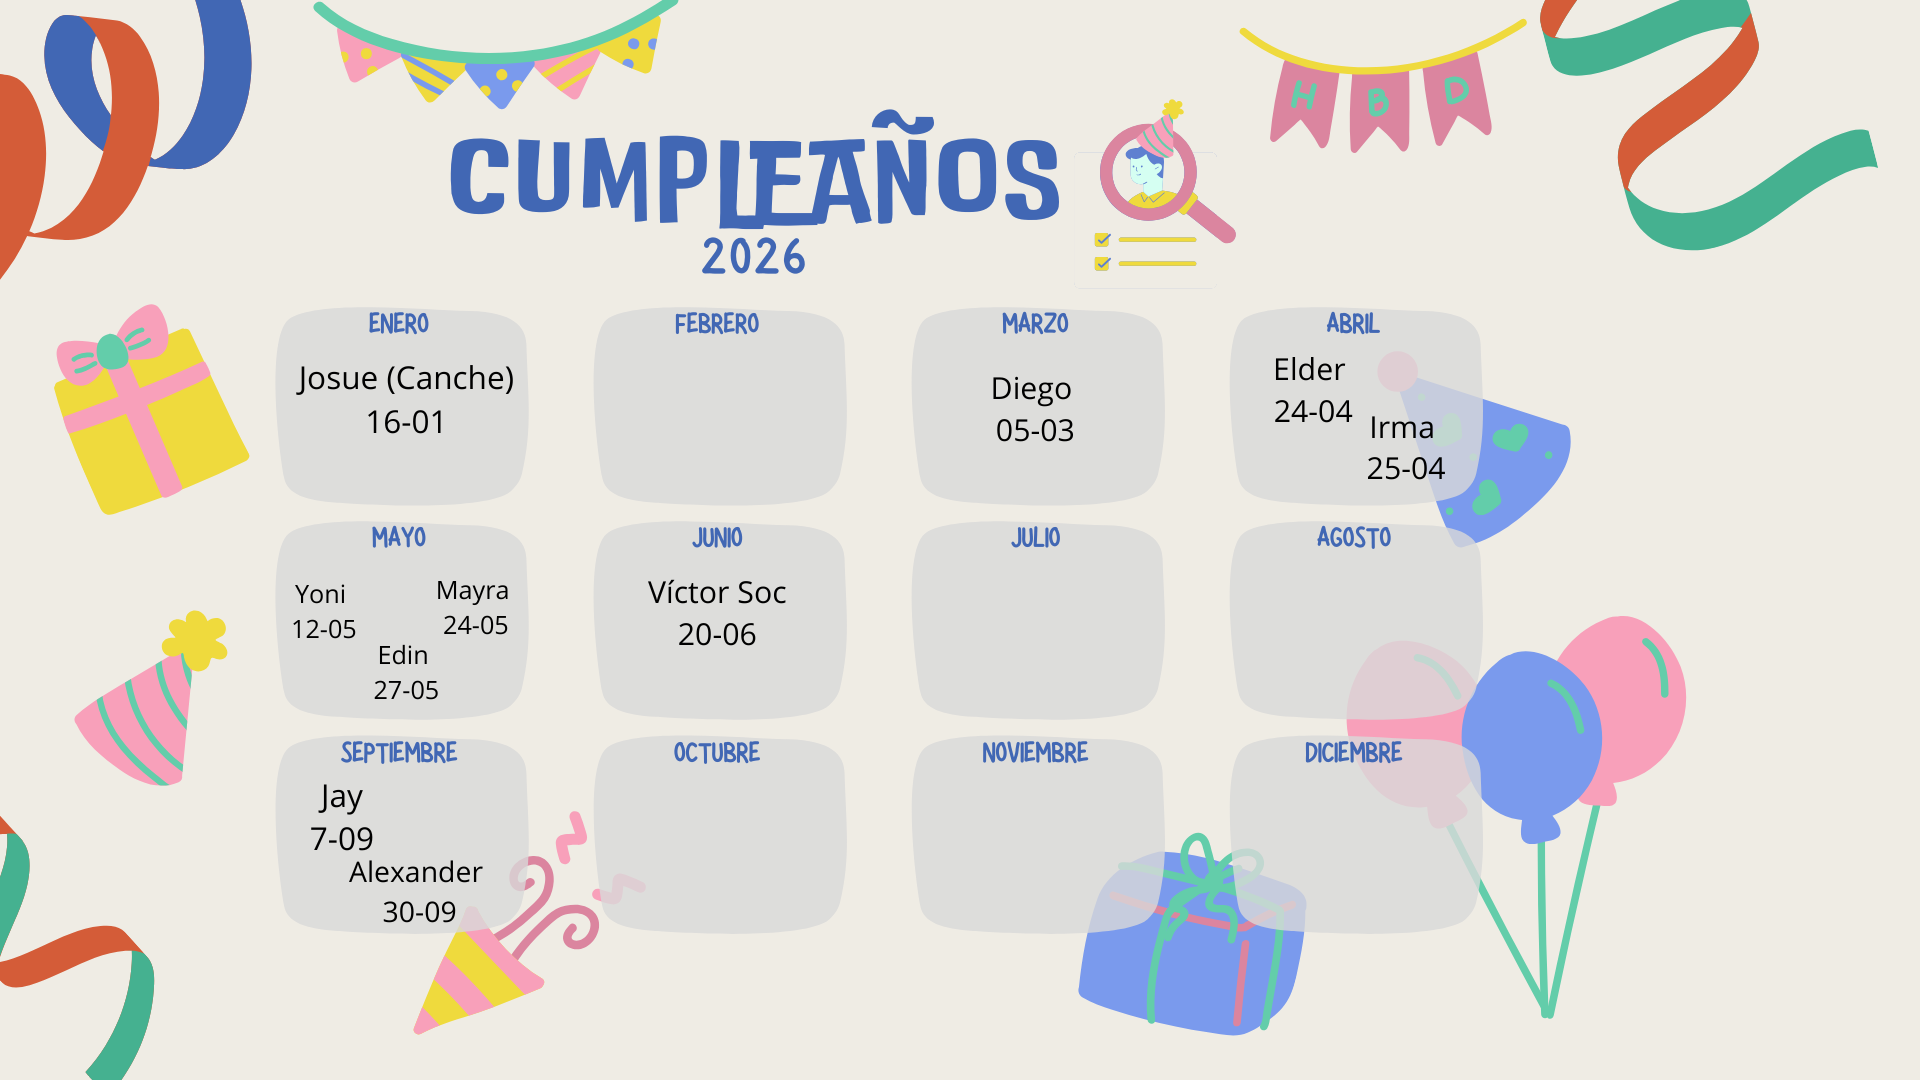 H B D
CUMPLEAÑOS
2026
ENERO
Josue (Canche)
16-01
FEBRERO
MARZO
Diego
05-03
ABRIL
Elder
24-04
Irma
25-04
MAYO
Yoni
12-05
Mayra
24-05
Edin
27-05
JUNIO
Víctor Soc
20-06
JULIO
AGOSTO
SEPTIEMBRE
Jay
7-09
Alexander
30-09
OCTUBRE
NOVIEMBRE
DICIEMBRE